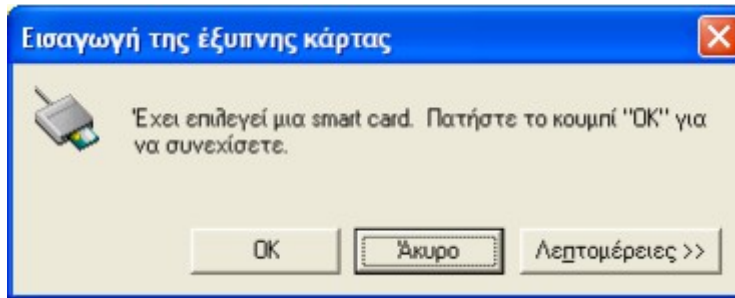 Εισαγωγή της έξυπνης κάρτας
Έχει επιλεγεί μια smart card. Πατήστε το κουμπί "OK" για
να συνεχίσετε.
OK Άκυρο Λεπτομέρειες >>